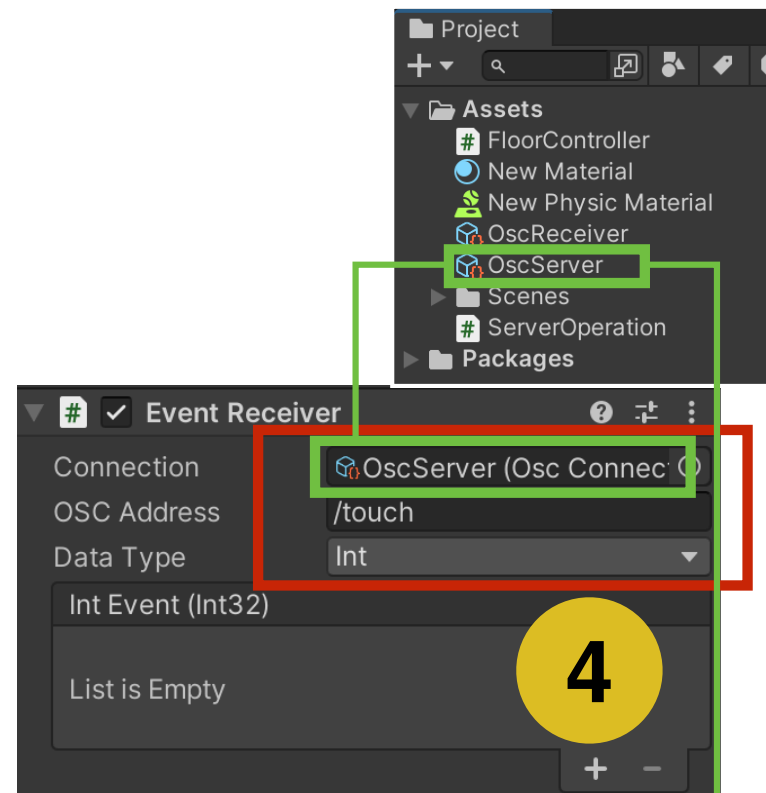 Project
Assets
FloorController
New Material
New Physic Material
OscReceiver
OscServer
Scenes
ServerOperation
Packages
Event Receiver
Connection
OscServer (Osc Connec
OSC Address
/touch
Data Type
Int
Int Event (Int32)
List is Empty
4